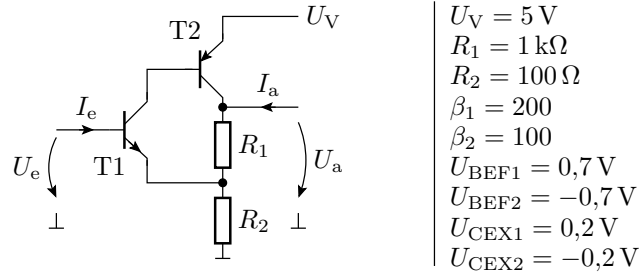 T2
U_V
I_e
I_a
T1
R_1
U_e
U_a
R_2
U_V = 5 V
R_1 = 1 kΩ
R_2 = 100 Ω
β_1 = 200
β_2 = 100
U_BEF1 = 0,7 V
U_BEF2 = −0,7 V
U_CEX1 = 0,2 V
U_CEX2 = −0,2 V